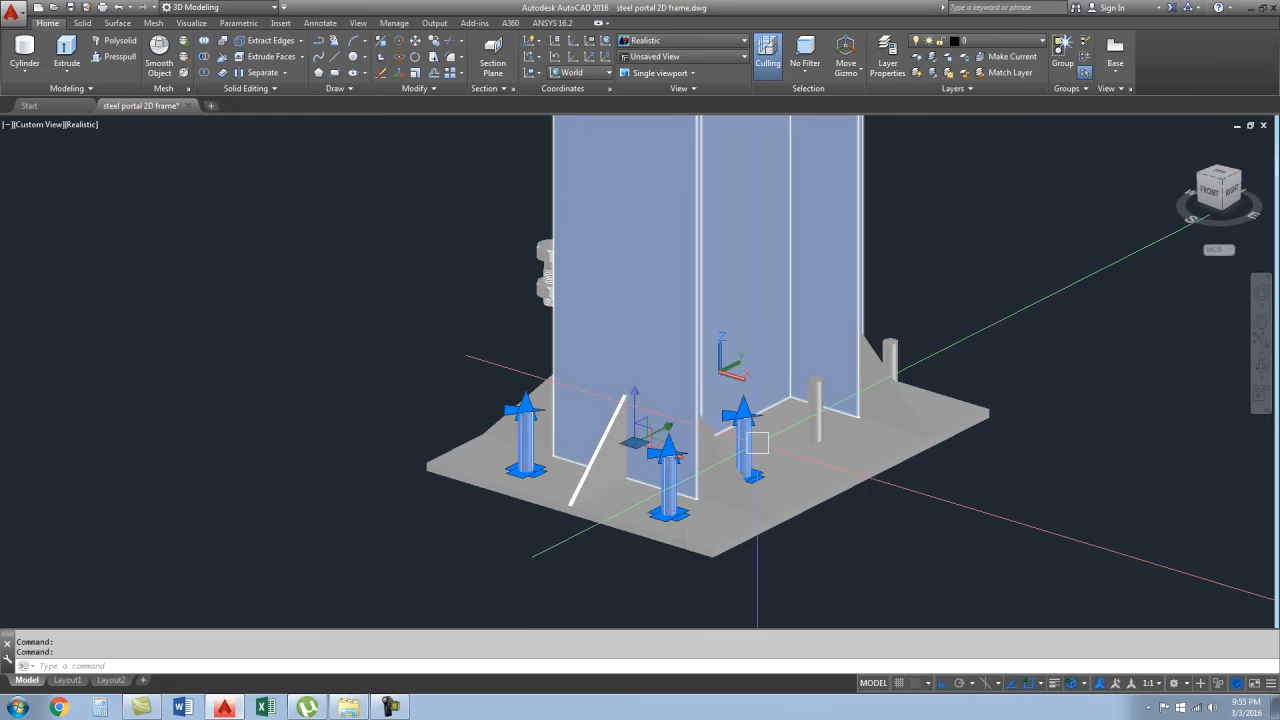 3D Modeling
Autodesk AutoCAD 2016 steel portal 2D frame.dwg
Type a keyword or phrase
Sign In
Home Solid Surface Mesh Visualize Parametric Insert Annotate View Manage Output Add-ins A360 ANSYS 16.2
Polysolid
Presspull
Extract Edges
Extrude Faces
Separate
Realistic
Unsaved View
World
Single viewport
0
Make Current
Match Layer
Cylinder
Extrude
Smooth
Object
Section
Plane
Culling
No Filter
Move
Gizmo
Layer
Properties
Group
Base
Modeling Mesh Solid Editing Draw Modify Section Coordinates View Selection Layers Groups View
Start
steel portal 2D frame*
[−][Custom View][Realistic]
TOP
FRONT
RIGHT
S
E
WCS
Z
Y
X
Command:
Command:
Type a command
Model Layout1 Layout2
MODEL
1:1
9:55 PM
3/3/2016